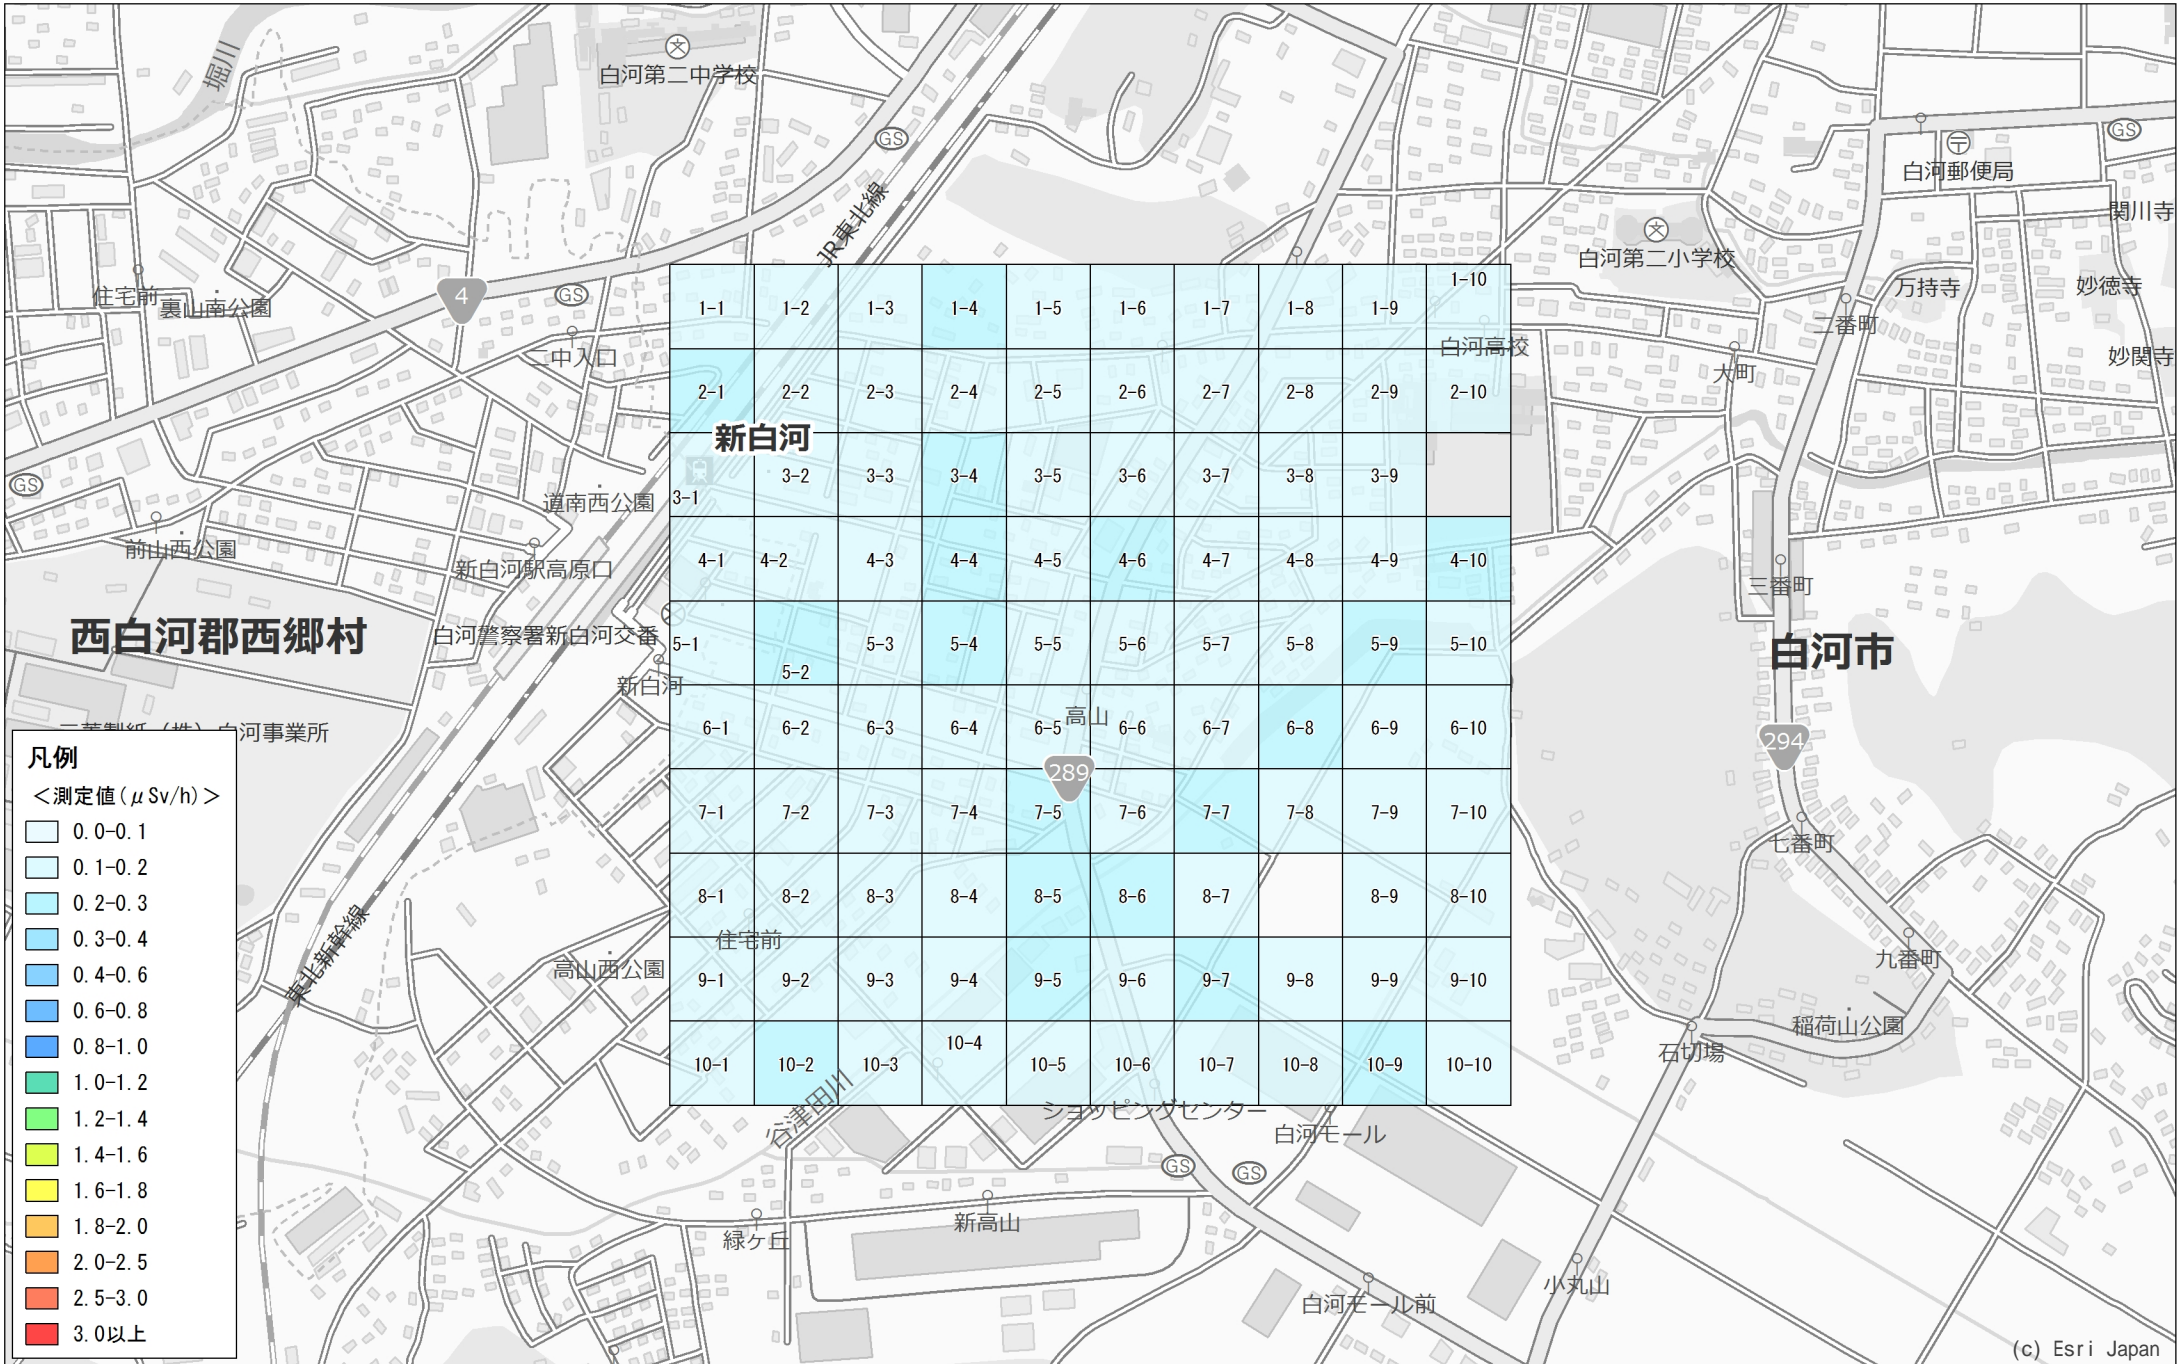 堀川
白河第二中学校
GS
GS
白河郵便局
JR東北線
関川寺
白河第二小学校
1-10
住宅前
裏山南公園
4
GS
万持寺
妙徳寺
1-1 1-2 1-3 1-4 1-5 1-6 1-7 1-8 1-9
二番町
二中入口
白河高校
妙関寺
大町
2-1 2-2 2-3 2-4 2-5 2-6 2-7 2-8 2-9 2-10
新白河
GS
3-1 3-2 3-3 3-4 3-5 3-6 3-7 3-8 3-9
道南西公園
前山西公園
新白河駅高原口
4-1 4-2 4-3 4-4 4-5 4-6 4-7 4-8 4-9 4-10
三番町
西白河郡西郷村
白河警察署新白河交番
5-1 5-2 5-3 5-4 5-5 5-6 5-7 5-8 5-9 5-10
白河市
新白河
高山
河事業所
6-1 6-2 6-3 6-4 6-5 6-6 6-7 6-8 6-9 6-10
294
289
7-1 7-2 7-3 7-4 7-5 7-6 7-7 7-8 7-9 7-10
七番町
8-1 8-2 8-3 8-4 8-5 8-6 8-7 8-9 8-10
住宅前
東北新幹線
高山西公園
九番町
9-1 9-2 9-3 9-4 9-5 9-6 9-7 9-8 9-9 9-10
稲荷山公園
石切場
10-4
10-1 10-2 10-3 10-5 10-6 10-7 10-8 10-9 10-10
谷津田川
ショッピングセンター
白河モール
GS
GS
新高山
緑ヶ丘
小丸山
白河モール前
凡例
＜測定値(μSv/h)＞
0.0-0.1
0.1-0.2
0.2-0.3
0.3-0.4
0.4-0.6
0.6-0.8
0.8-1.0
1.0-1.2
1.2-1.4
1.4-1.6
1.6-1.8
1.8-2.0
2.0-2.5
2.5-3.0
3.0以上
(c) Esri Japan